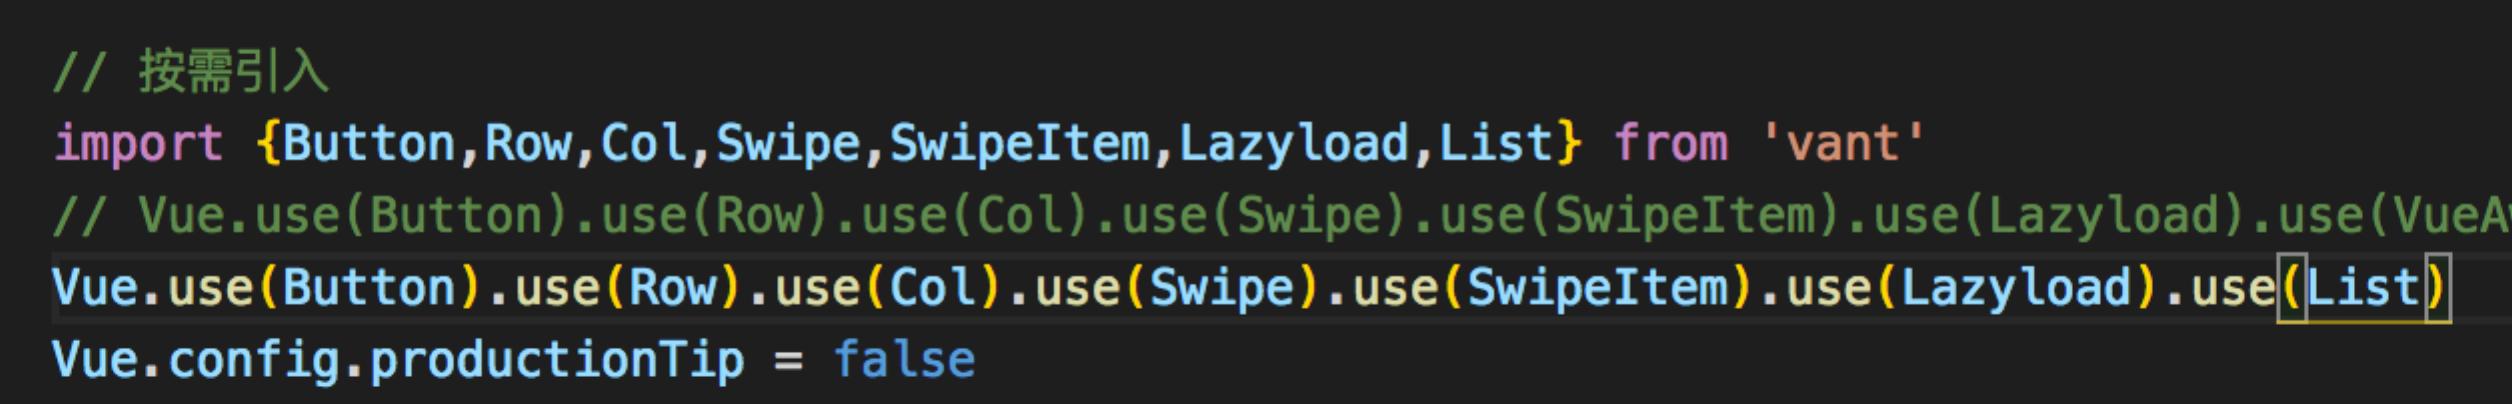 // 按需引入
import {Button,Row,Col,Swipe,SwipeItem,Lazyload,List} from 'vant'
// Vue.use(Button).use(Row).use(Col).use(Swipe).use(SwipeItem).use(Lazyload).use(VueA
Vue.use(Button).use(Row).use(Col).use(Swipe).use(SwipeItem).use(Lazyload).use(List)
Vue.config.productionTip = false